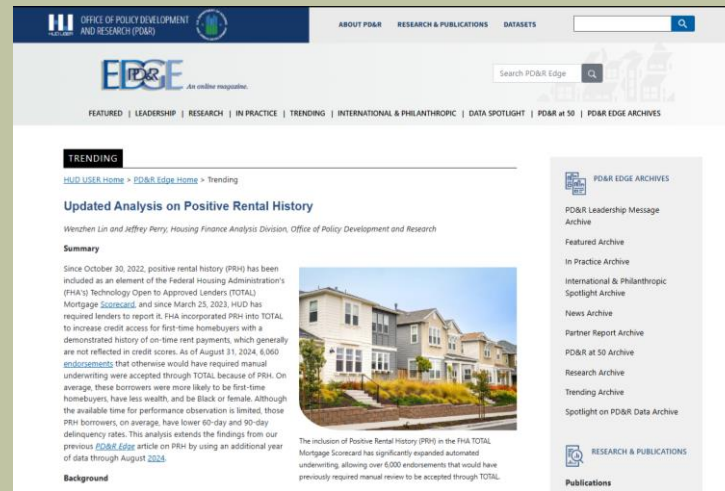 OFFICE OF POLICY DEVELOPMENT
AND RESEARCH (PD&R)
HUD USER
ABOUT PD&R
RESEARCH & PUBLICATIONS
DATASETS
EDGE
PD&R
An online magazine.
Search PD&R Edge
FEATURED | LEADERSHIP | RESEARCH | IN PRACTICE | TRENDING | INTERNATIONAL & PHILANTHROPIC | DATA SPOTLIGHT | PD&R at 50 | PD&R EDGE ARCHIVES
TRENDING
HUD USER Home > PD&R Edge Home > Trending
Updated Analysis on Positive Rental History
Wenzhen Lin and Jeffrey Perry, Housing Finance Analysis Division, Office of Policy Development and Research
Summary
Since October 30, 2022, positive rental history (PRH) has been
included as an element of the Federal Housing Administration's
(FHA's) Technology Open to Approved Lenders (TOTAL)
Mortgage Scorecard, and since March 25, 2023, HUD has
required lenders to report it. FHA incorporated PRH into TOTAL
to increase credit access for first-time homebuyers with a
demonstrated history of on-time rent payments, which generally
are not reflected in credit scores. As of August 31, 2024, 6,060
endorsements that otherwise would have required manual
underwriting were accepted through TOTAL because of PRH. On
average, these borrowers were more likely to be first-time
homebuyers, have less wealth, and be Black or female. Although
the available time for performance observation is limited, those
PRH borrowers, on average, have lower 60-day and 90-day
delinquency rates. This analysis extends the findings from our
previous PD&R Edge article on PRH by using an additional year
of data through August 2024.
Background
The inclusion of Positive Rental History (PRH) in the FHA TOTAL
Mortgage Scorecard has significantly expanded automated
underwriting, allowing over 6,000 endorsements that would have
previously required manual review to be accepted through TOTAL.
PD&R EDGE ARCHIVES
PD&R Leadership Message
Archive
Featured Archive
In Practice Archive
International & Philanthropic
Spotlight Archive
News Archive
Partner Report Archive
PD&R at 50 Archive
Research Archive
Trending Archive
Spotlight on PD&R Data Archive
RESEARCH & PUBLICATIONS
Publications